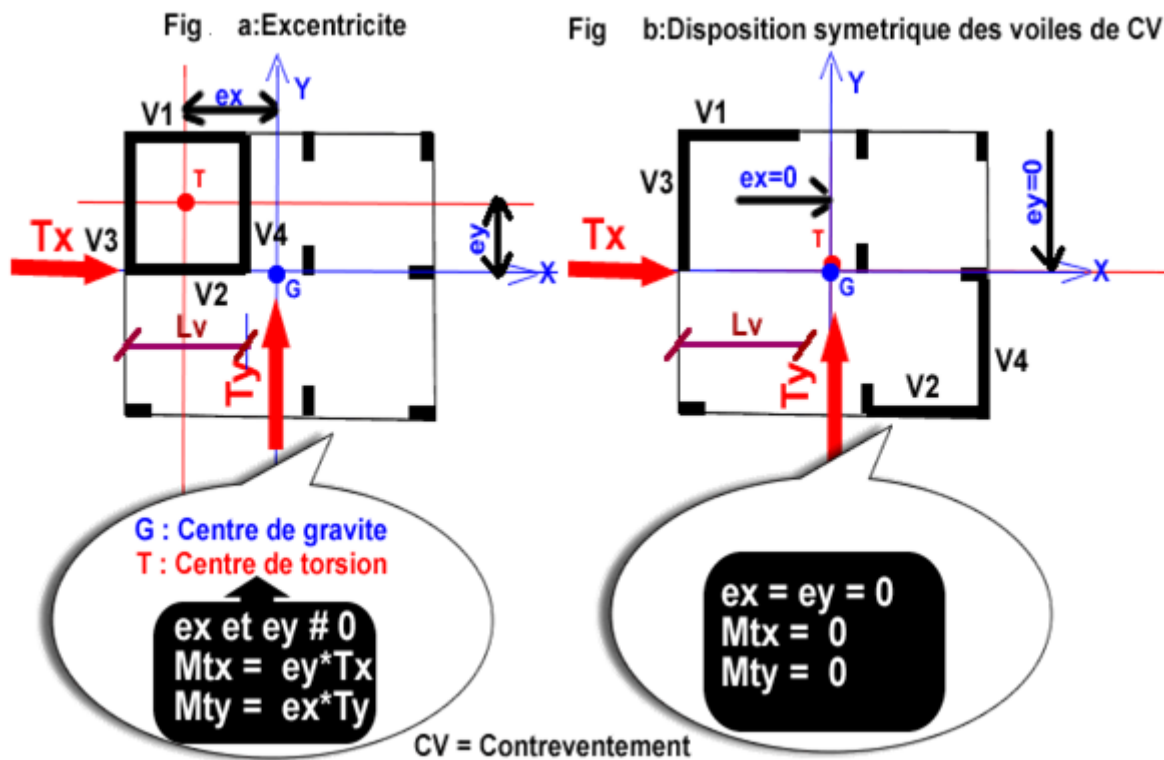 Fig . a:Excentricite
Fig b:Disposition symetrique des voiles de CV
Y
ex
V1
T
V3
V4
ey
Tx
X
G
V2
Lv
Ty
G : Centre de gravite
T : Centre de torsion
ex et ey # 0
Mtx = ey*Tx
Mty = ex*Ty
Y
V1
V3
ex=0
ey=0
Tx
T
X
G
Lv
Ty
V4
V2
ex = ey = 0
Mtx = 0
Mty = 0
CV = Contreventement